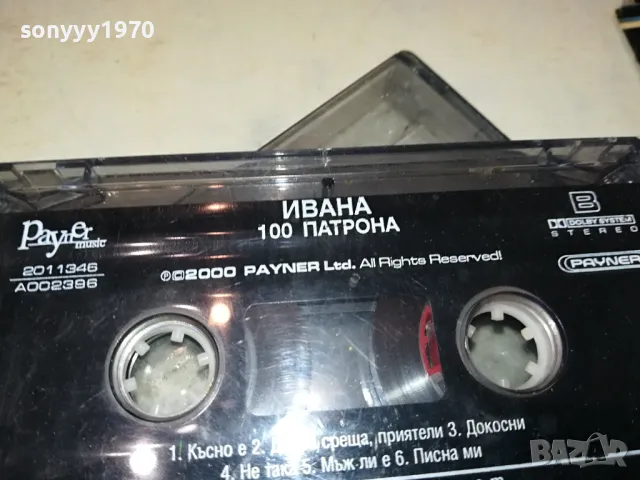 sonyyy1970
ИВАНА
100 ПАТРОНА
Payner
music
2011346
A002396
℗©2000 PAYNER Ltd. All Rights Reserved!
B
DOLBY SYSTEM
STEREO
PAYNER
1. Късно е 2. среща, приятели 3. Докосни
4. Не така 5. Мъж ли е 6. Писна ми
BAZAR